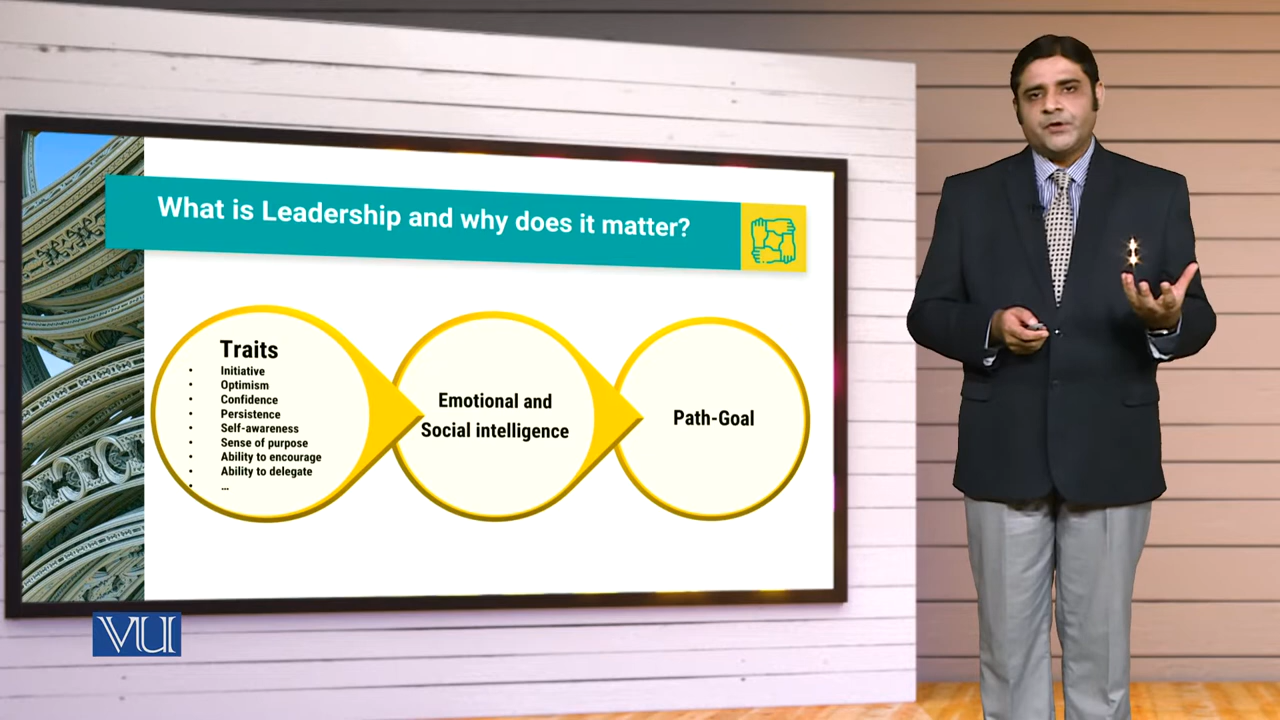 What is Leadership and why does it matter?
Traits
• Initiative
• Optimism
• Confidence
• Persistence
• Self-awareness
• Sense of purpose
• Ability to encourage
• Ability to delegate
• ...
Emotional and
Social intelligence
Path-Goal
VU